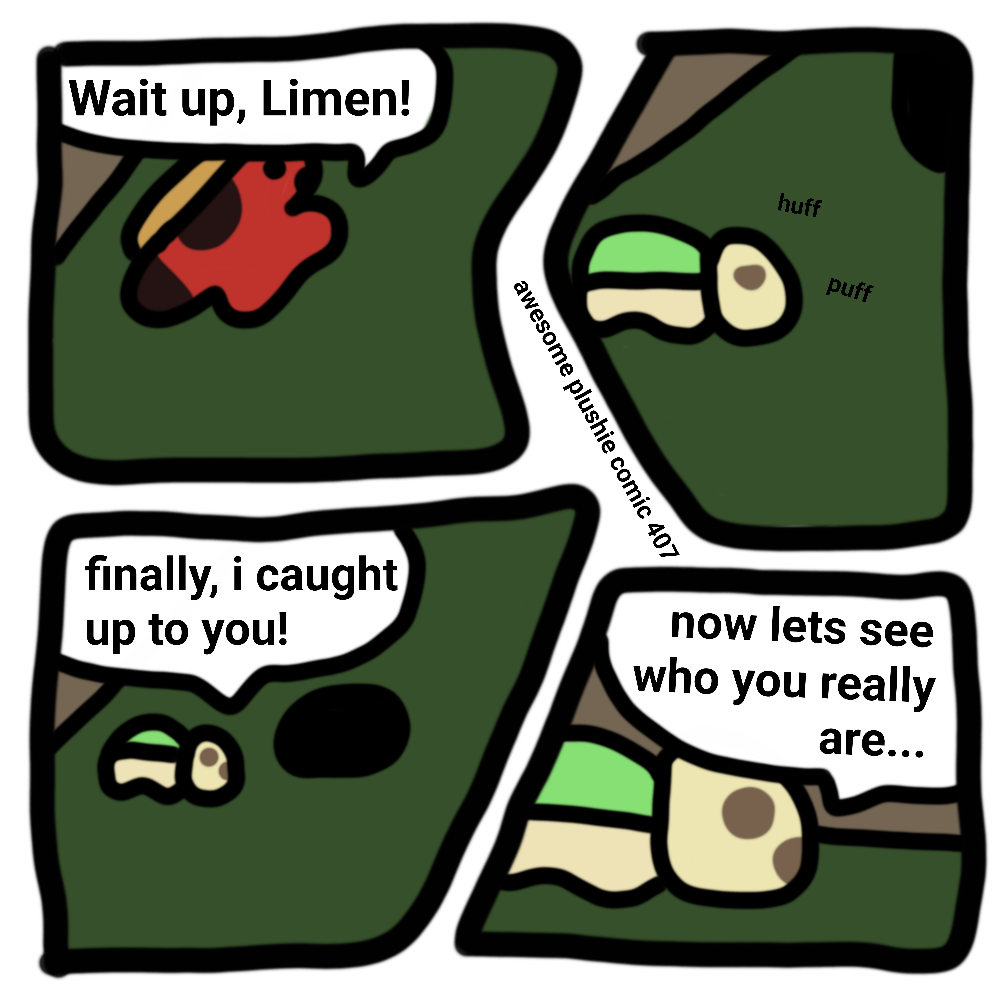 Wait up, Limen!
huff
puff
awesome plushie comic 407
finally, i caught
up to you!
now lets see
who you really
are...